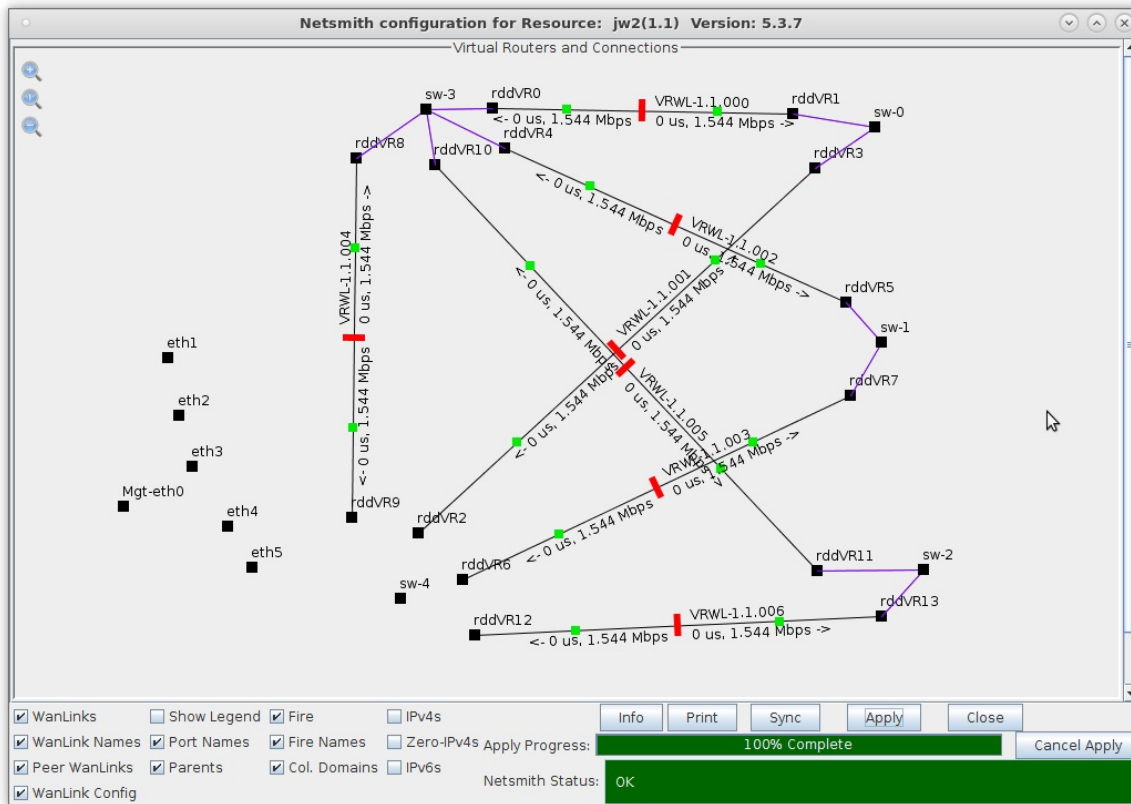 Netsmith configuration for Resource: jw2(1.1) Version: 5.3.7
Virtual Routers and Connections
sw-3
rddVR0
VRWL-1.1.000
rddVR1
sw-0
<- 0 us, 1.544 Mbps
0 us, 1.544 Mbps ->
rddVR8
rddVR10
rddVR4
rddVR3
<- 0 us, 1.544 Mbps
VRWL-1.1.002
0 us, 1.544 Mbps ->
VRWL-1.1.004
0 us, 1.544 Mbps ->
<- 0 us, 1.544 Mbps
<- 0 us, 1.544 Mbps
VRWL-1.1.001
0 us, 1.544 Mbps
<- 0 us, 1.544 Mbps
rddVR5
sw-1
rddVR7
VRWL-1.1.005
0 us, 1.544 Mbps
VRWL-1.1.003
0 us, 1.544 Mbps ->
<- 0 us, 1.544 Mbps
eth1
eth2
eth3
Mgt-eth0
eth4
eth5
rddVR9
rddVR2
rddVR6
sw-4
rddVR11
sw-2
rddVR12
VRWL-1.1.006
rddVR13
<- 0 us, 1.544 Mbps
0 us, 1.544 Mbps ->
WanLinks
Show Legend
Fire
IPv4s
Info
Print
Sync
Apply
Close
WanLink Names
Port Names
Fire Names
Zero-IPv4s
Apply Progress:
100% Complete
Cancel Apply
Peer WanLinks
Parents
Col. Domains
IPv6s
Netsmith Status:
OK
WanLink Config